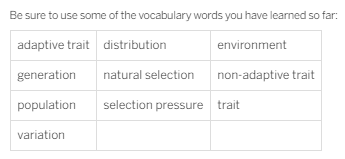 Be sure to use some of the vocabulary words you have learned so far:
adaptive trait distribution environment
generation natural selection non-adaptive trait
population selection pressure trait
variation